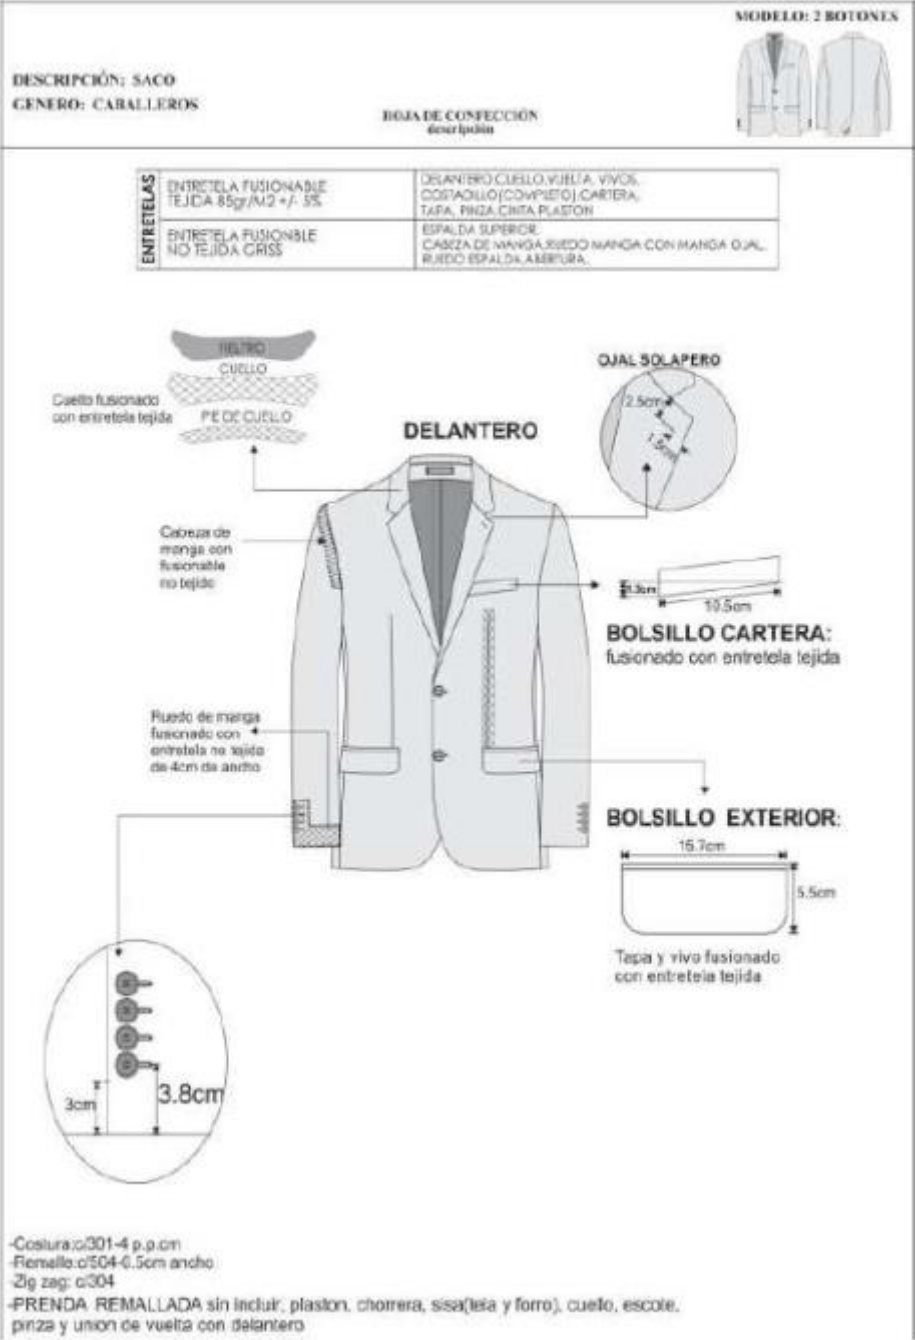 MODELO: 2 BOTONES
DESCRIPCIÓN: SACO
GENERO: CABALLEROS
HOJA DE CONFECCIÓN
descripción
ENTRETELAS
ENTRETELA FUSIONABLE
TEJIDA 85gr/M2 +/- 5%
DELANTERO,CUELLO,VUELTA, VIVOS,
COSTADILLO(COMPLETO),CARTERA,
TAPA, PINZA,CINTA PLASTON
ENTRETELA FUSIONBLE
NO TEJIDA GRISS
ESPALDA SUPERIOR,
CABEZA DE MANGA,RUEDO MANGA CON MANGA OJAL,
RUEDO ESPALDA,ABERTURA,
FIELTRO
CUELLO
PIE DE CUELLO
Cuello fusionado
con entretela tejida
OJAL SOLAPERO
2.5cm
1.5cm
DELANTERO
Cabeza de
manga con
fusionable
no tejido
10.5cm
BOLSILLO CARTERA:
fusionado con entretela tejida
Ruedo de manga
fusionado con
entretela no tejida
de 4cm de ancho
BOLSILLO EXTERIOR:
15.7cm
5.5cm
Tapa y vivo fusionado
con entretela tejida
3cm
3.8cm
-Costura:c/301-4 p.p.cm
-Remalle:c/504-0.5cm ancho
-Zig zag: c/304
-PRENDA REMALLADA sin incluir, plaston, chorrera, sisa(tela y forro), cuello, escote,
pinza y union de vuelta con delantero